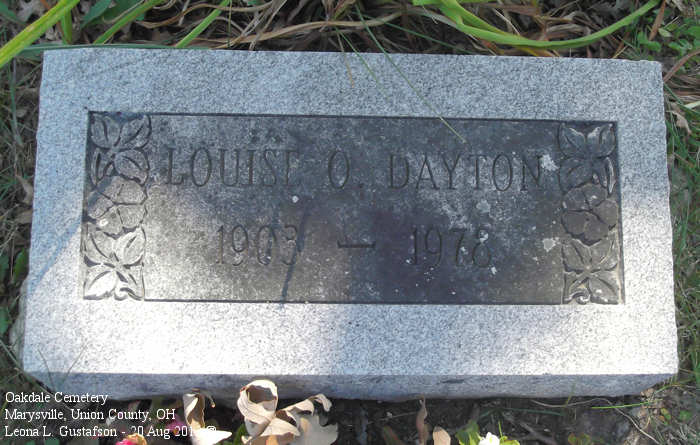 LOUISE O. DAYTON
1903 — 1978
Oakdale Cemetery
Marysville, Union County, OH
Leona L. Gustafson - 20 Aug